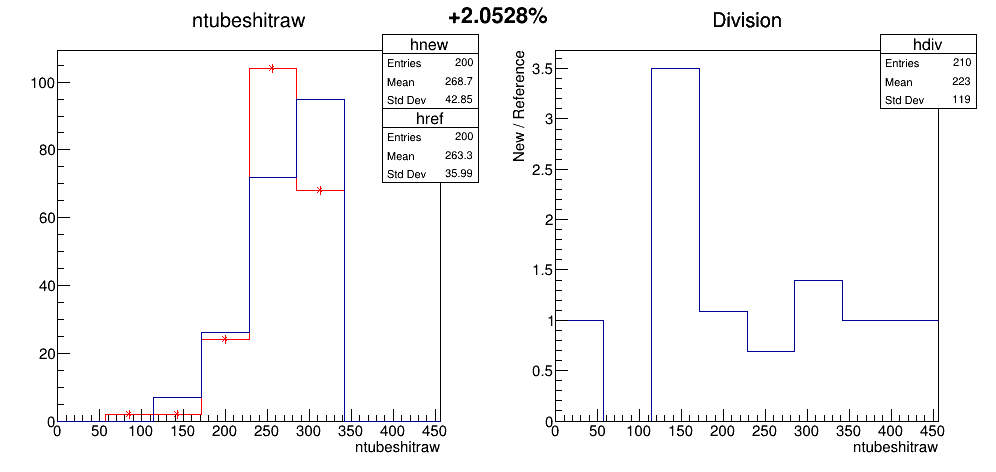 +2.0528%
ntubeshitraw
hnew
Entries 200
Mean 268.7
Std Dev 42.85
href
Entries 200
Mean 263.3
Std Dev 35.99
100
80
60
40
20
0
0 50 100 150 200 250 300 350 400 450
ntubeshitraw
Division
hdiv
Entries 210
Mean 223
Std Dev 119
New / Reference
3.5
3
2.5
2
1.5
1
0.5
0
0 50 100 150 200 250 300 350 400 450
ntubeshitraw